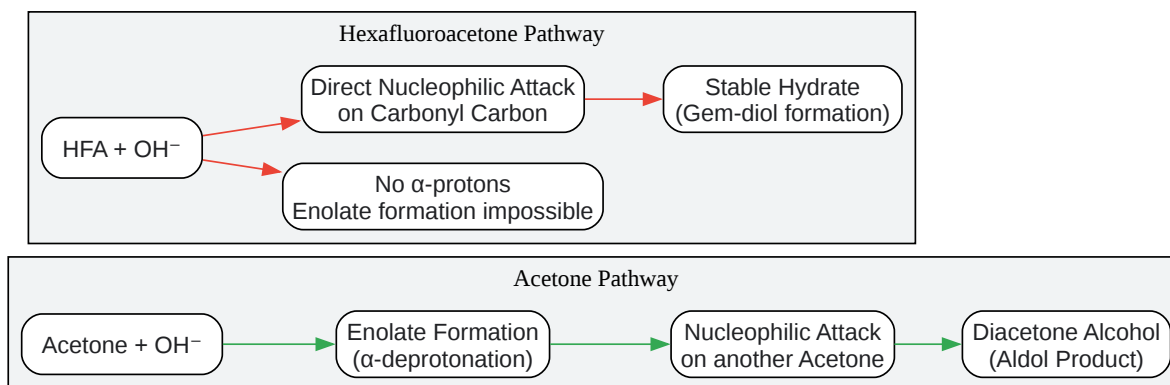 Hexafluoroacetone Pathway
HFA + OH⁻
Direct Nucleophilic Attack
on Carbonyl Carbon
Stable Hydrate
(Gem-diol formation)
No α-protons
Enolate formation impossible
Acetone Pathway
Acetone + OH⁻
Enolate Formation
(α-deprotonation)
Nucleophilic Attack
on another Acetone
Diacetone Alcohol
(Aldol Product)